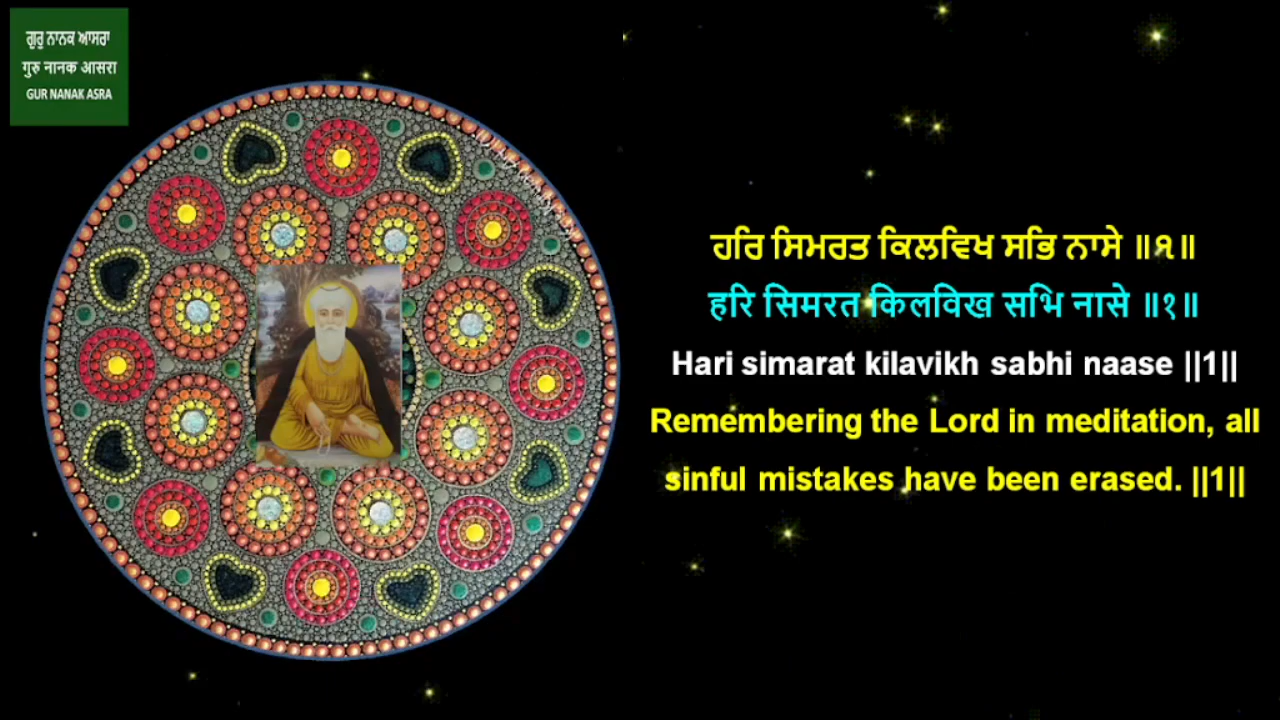 ਗੁਰੁ ਨਾਨਕ ਆਸਰਾ
गुरु नानक आसरा
GUR NANAK ASRA
ਹਰਿ ਸਿਮਰਤ ਕਿਲਵਿਖ ਸਭਿ ਨਾਸੇ ॥੧॥
हरि सिमरत किलविख सभि नासे ॥१॥
Hari simarat kilavikh sabhi naase ||1||
Remembering the Lord in meditation, all
sinful mistakes have been erased. ||1||